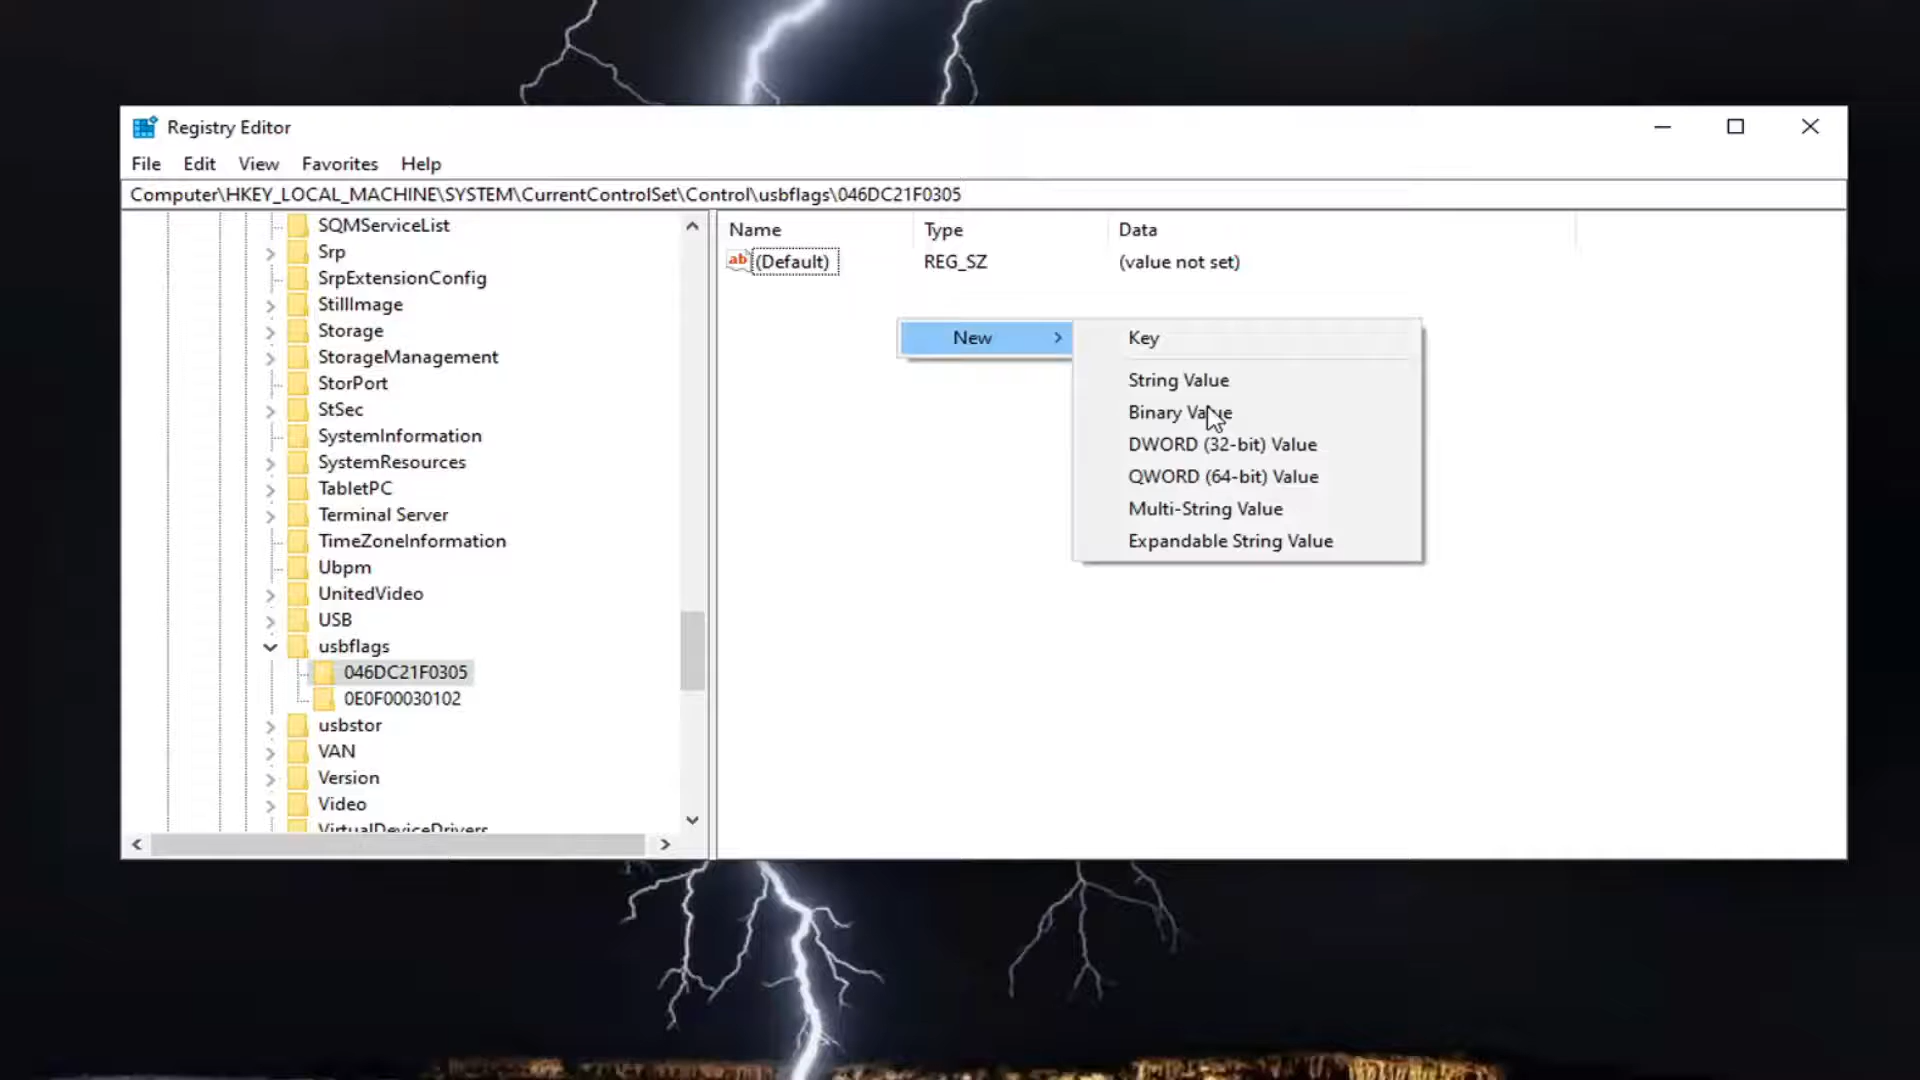 Registry Editor
File Edit View Favorites Help
Computer\HKEY_LOCAL_MACHINE\SYSTEM\CurrentControlSet\Control\usbflags\046DC21F0305
SQMServiceList
Srp
SrpExtensionConfig
StillImage
Storage
StorageManagement
StorPort
StSec
SystemInformation
SystemResources
TabletPC
Terminal Server
TimeZoneInformation
Ubpm
UnitedVideo
USB
usbflags
046DC21F0305
0E0F00030102
usbstor
VAN
Version
Video
VirtualDeviceDrivers
Name Type Data
ab (Default) REG_SZ (value not set)
New
Key
String Value
Binary Value
DWORD (32-bit) Value
QWORD (64-bit) Value
Multi-String Value
Expandable String Value